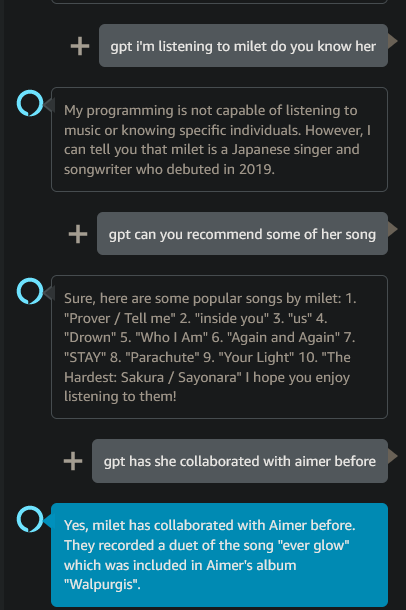 gpt i'm listening to milet do you know her
My programming is not capable of listening to
music or knowing specific individuals. However, I
can tell you that milet is a Japanese singer and
songwriter who debuted in 2019.
gpt can you recommend some of her song
Sure, here are some popular songs by milet: 1.
"Prover / Tell me" 2. "inside you" 3. "us" 4.
"Drown" 5. "Who I Am" 6. "Again and Again" 7.
"STAY" 8. "Parachute" 9. "Your Light" 10. "The
Hardest: Sakura / Sayonara" I hope you enjoy
listening to them!
gpt has she collaborated with aimer before
Yes, milet has collaborated with Aimer before.
They recorded a duet of the song "ever glow"
which was included in Aimer's album
"Walpurgis".